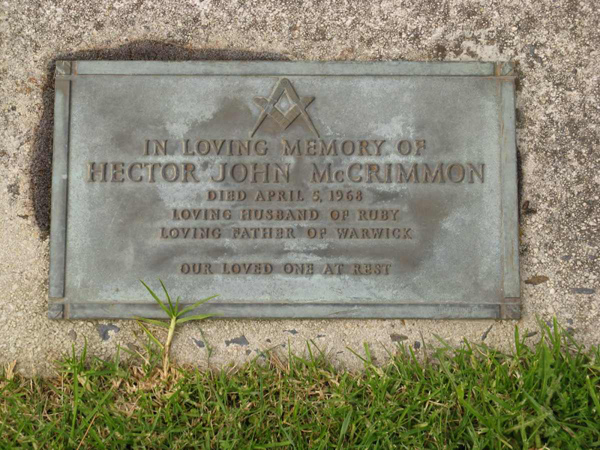 IN LOVING MEMORY OF
HECTOR JOHN McCRIMMON
DIED APRIL 5, 1968
LOVING HUSBAND OF RUBY
LOVING FATHER OF WARWICK
OUR LOVED ONE AT REST